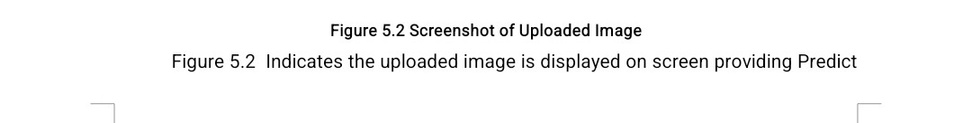 Figure 5.2 Screenshot of Uploaded Image
Figure 5.2  Indicates the uploaded image is displayed on screen providing Predict